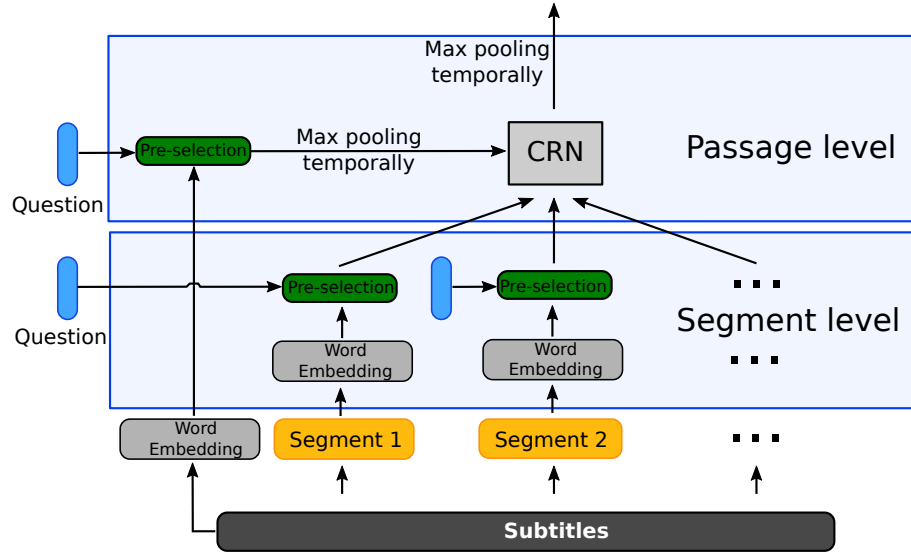 Max pooling
temporally
Pre-selection
Max pooling
temporally
CRN
Passage level
Question
Pre-selection
Pre-selection
Question
Segment level
Word
Embedding
Word
Embedding
Word
Embedding
Segment 1
Segment 2
Subtitles